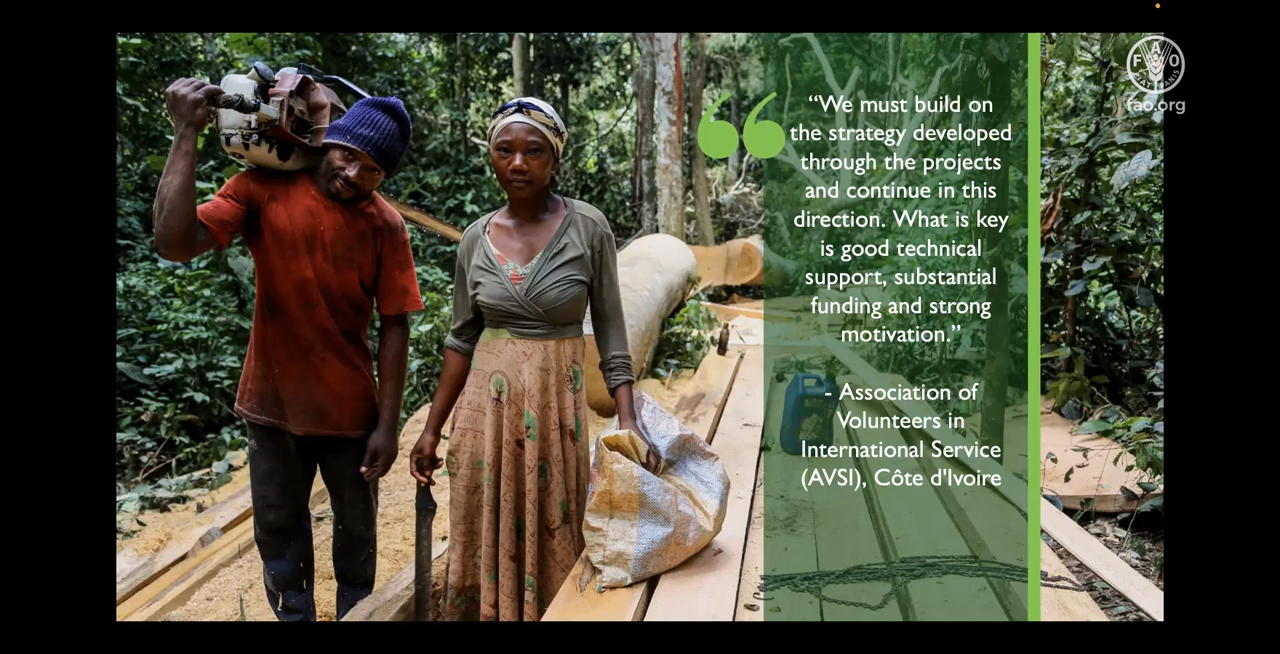 F A O
FIAT PANIS
fao.org
“We must build on
the strategy developed
through the projects
and continue in this
direction. What is key
is good technical
support, substantial
funding and strong
motivation.”
- Association of
Volunteers in
International Service
(AVSI), Côte d'Ivoire